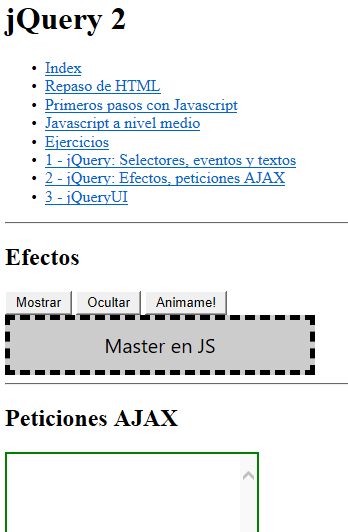 jQuery 2
Index
Repaso de HTML
Primeros pasos con Javascript
Javascript a nivel medio
Ejercicios
1 - jQuery: Selectores, eventos y textos
2 - jQuery: Efectos, peticiones AJAX
3 - jQueryUI
Efectos
Mostrar Ocultar Animame!
Master en JS
Peticiones AJAX